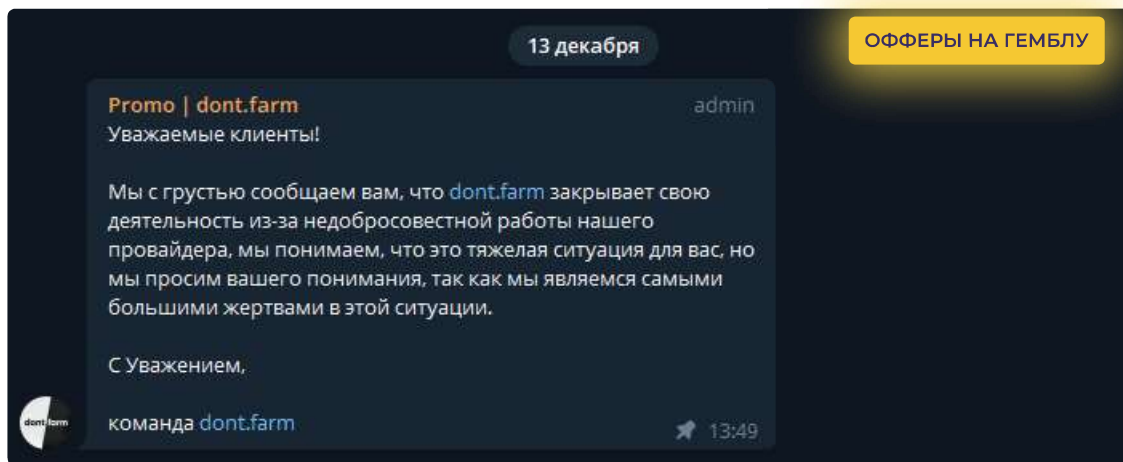 13 декабря
ОФФЕРЫ НА ГЕМБЛУ
Promo | dont.farm admin
Уважаемые клиенты!
Мы с грустью сообщаем вам, что dont.farm закрывает свою
деятельность из-за недобросовестной работы нашего
провайдера, мы понимаем, что это тяжелая ситуация для вас, но
мы просим вашего понимания, так как мы являемся самыми
большими жертвами в этой ситуации.
С Уважением,
команда dont.farm
dont.farm
13:49